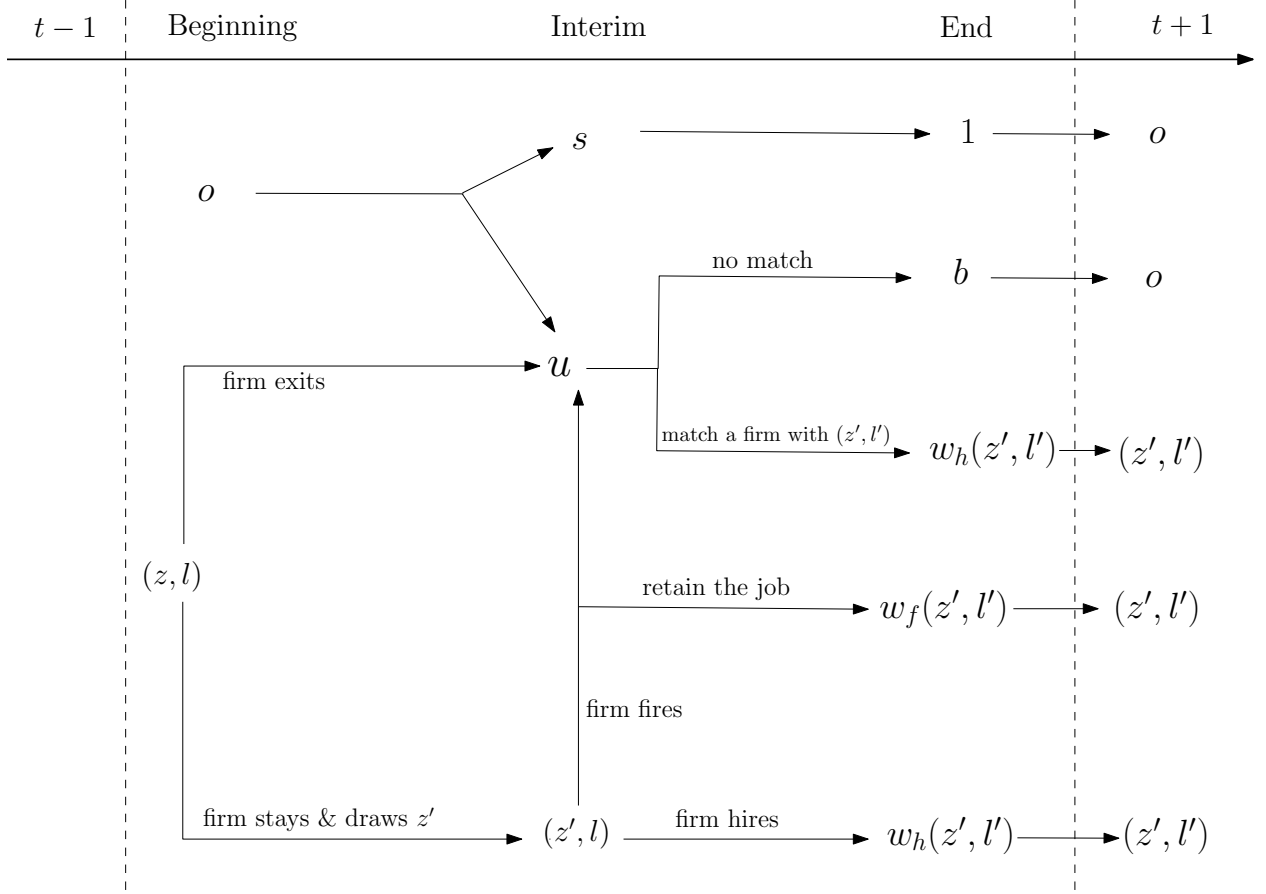 t − 1 Beginning Interim End t + 1
s 1 o
o
no match b o
u
firm exits
match a firm with (z′, l′) w_h(z′, l′) (z′, l′)
(z, l)
retain the job w_f(z′, l′) (z′, l′)
firm fires
firm stays & draws z′ (z′, l) firm hires w_h(z′, l′) (z′, l′)